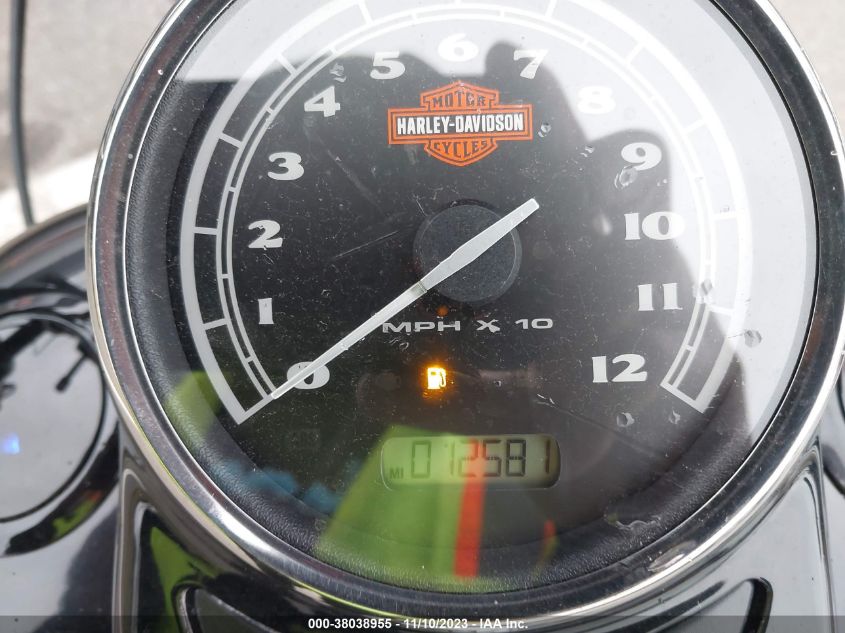 6
5 7
4 8
MOTOR
HARLEY-DAVIDSON
CYCLES
3 9
2 10
1 11
MPH X 10
0 12
MI 012581
000-38038955 - 11/10/2023 - IAA Inc.